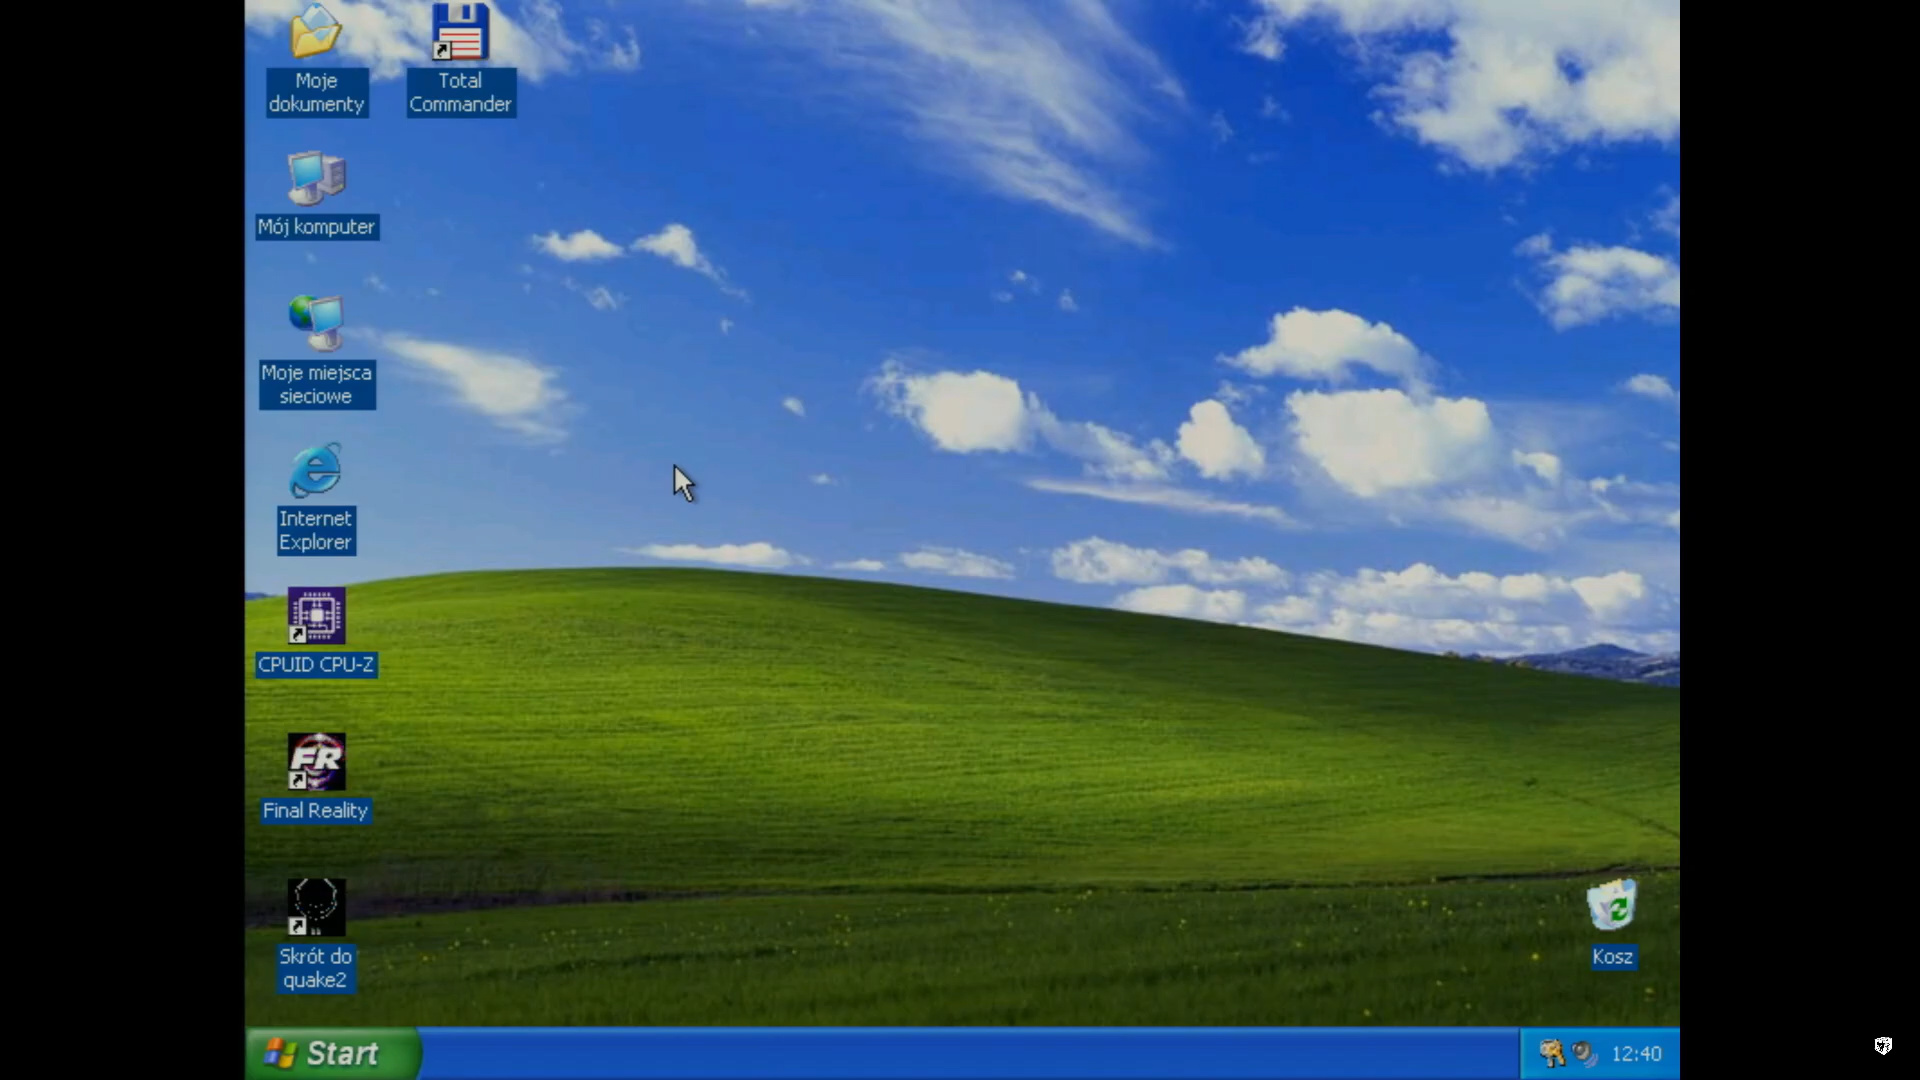 Moje
dokumenty
Total
Commander
Mój komputer
Moje miejsca
sieciowe
Internet
Explorer
CPUID CPU-Z
FR
Final Reality
Skrót do
quake2
Kosz
Start
12:40